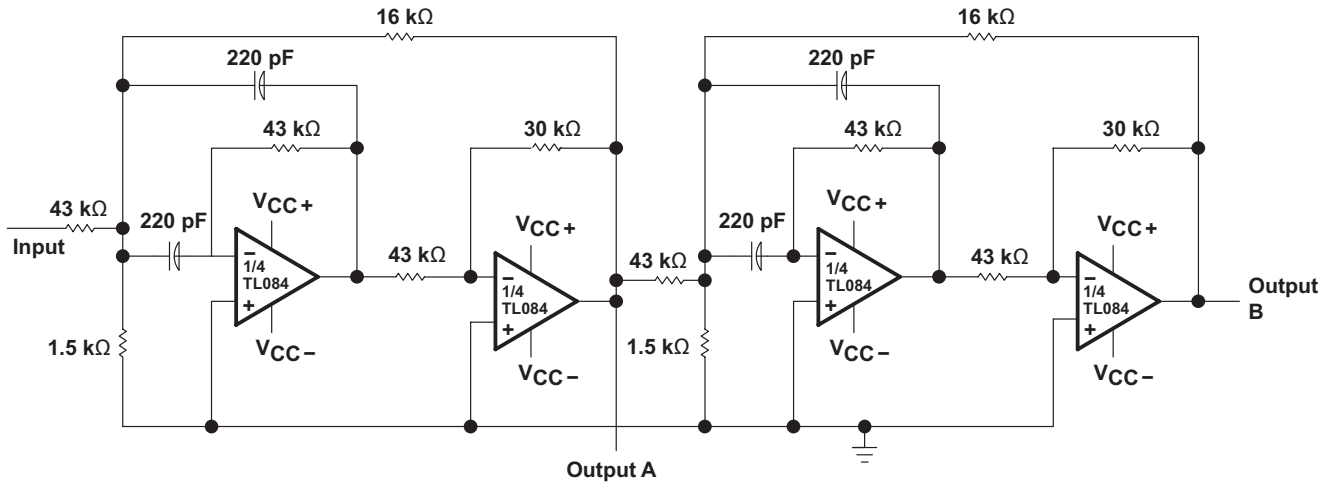 16 kΩ
16 kΩ
220 pF
220 pF
43 kΩ
30 kΩ
43 kΩ
30 kΩ
43 kΩ
Input
220 pF
VCC+
−
1/4
TL084
+
VCC−
43 kΩ
VCC+
−
1/4
TL084
+
VCC−
1.5 kΩ
Output A
43 kΩ
220 pF
VCC+
−
1/4
TL084
+
VCC−
43 kΩ
VCC+
−
1/4
TL084
+
VCC−
1.5 kΩ
Output
B